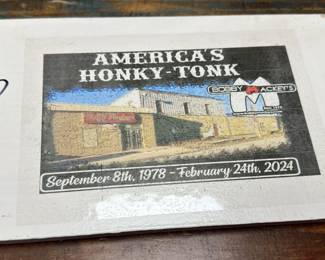 AMERICA'S
HONKY-TONK
BOBBY MACKEY'S
September 8th, 1978 - February 24th, 2024